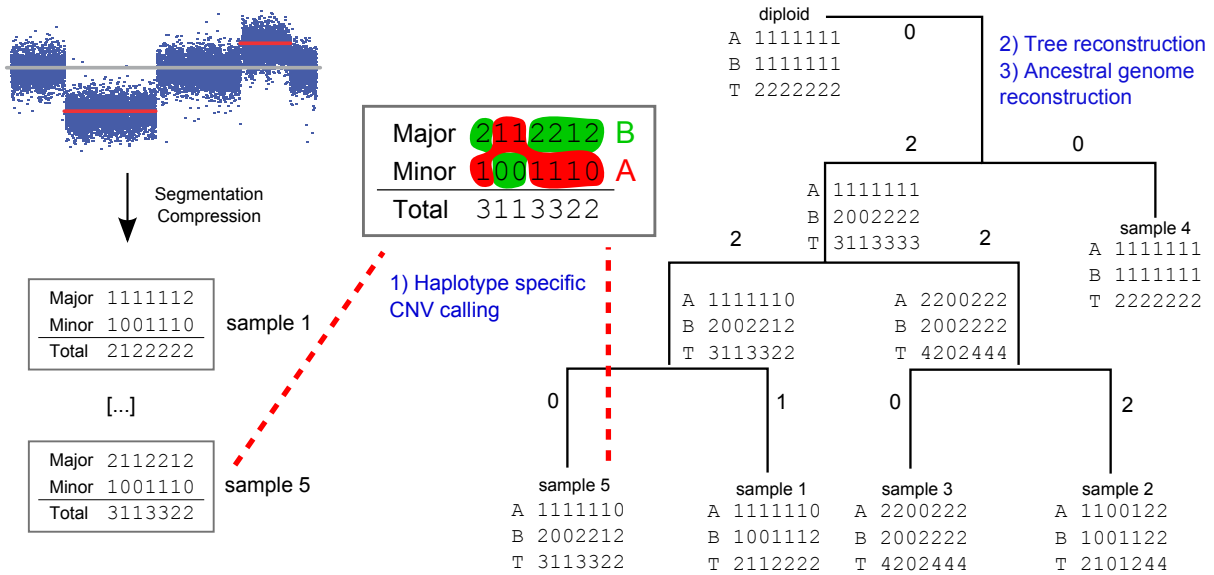 Segmentation
Compression
Major 1111112
Minor 1001110
Total 2122222
sample 1
[...]
Major 2112212
Minor 1001110
Total 3113322
sample 5
Major 2112212 B
Minor 1001110 A
Total 3113322
1) Haplotype specific
CNV calling
2) Tree reconstruction
3) Ancestral genome
reconstruction
diploid
A 1111111
B 1111111
T 2222222
0
2
0
A 1111111
B 2002222
T 3113333
sample 4
A 1111111
B 1111111
T 2222222
2
2
A 1111110
B 2002212
T 3113322
A 2200222
B 2002222
T 4202444
0
1
0
2
sample 5
A 1111110
B 2002212
T 3113322
sample 1
A 1111110
B 1001112
T 2112222
sample 3
A 2200222
B 2002222
T 4202444
sample 2
A 1100122
B 1001122
T 2101244